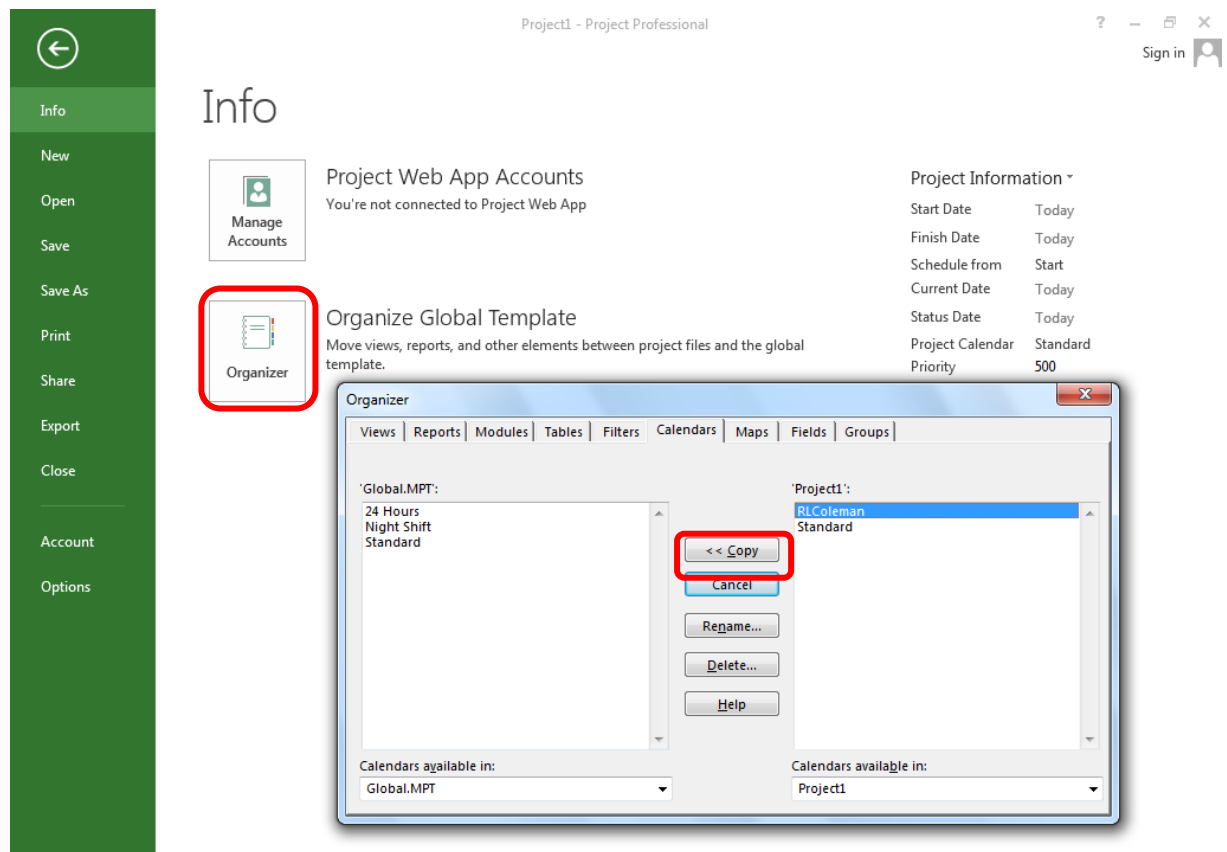 Project1 - Project Professional
?
Sign in
Info
New
Open
Save
Save As
Print
Share
Export
Close
Account
Options
Info
Manage
Accounts
Project Web App Accounts
You're not connected to Project Web App
Organizer
Organize Global Template
Move views, reports, and other elements between project files and the global
template.
Project Information
Start Date Today
Finish Date Today
Schedule from Start
Current Date Today
Status Date Today
Project Calendar Standard
Priority 500
Organizer
Views Reports Modules Tables Filters Calendars Maps Fields Groups
'Global.MPT':
24 Hours
Night Shift
Standard
<< Copy
Cancel
Rename...
Delete...
Help
'Project1':
RLColeman
Standard
Calendars available in:
Global.MPT
Calendars available in:
Project1